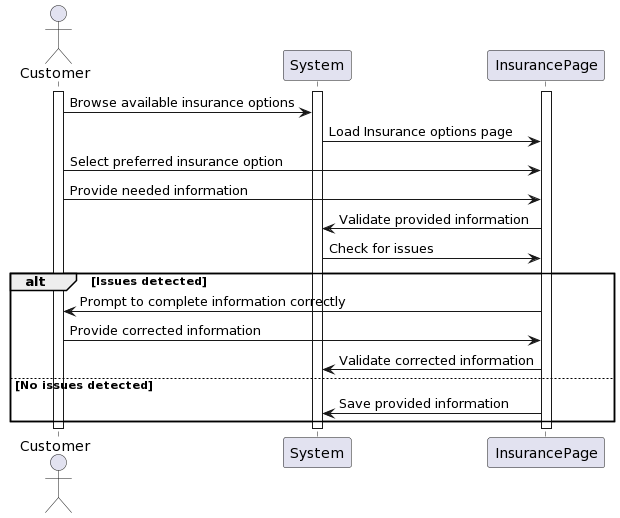 Customer
System
InsurancePage
Browse available insurance options
Load Insurance options page
Select preferred insurance option
Provide needed information
Validate provided information
Check for issues
alt
[Issues detected]
Prompt to complete information correctly
Provide corrected information
Validate corrected information
[No issues detected]
Save provided information
Customer
System
InsurancePage